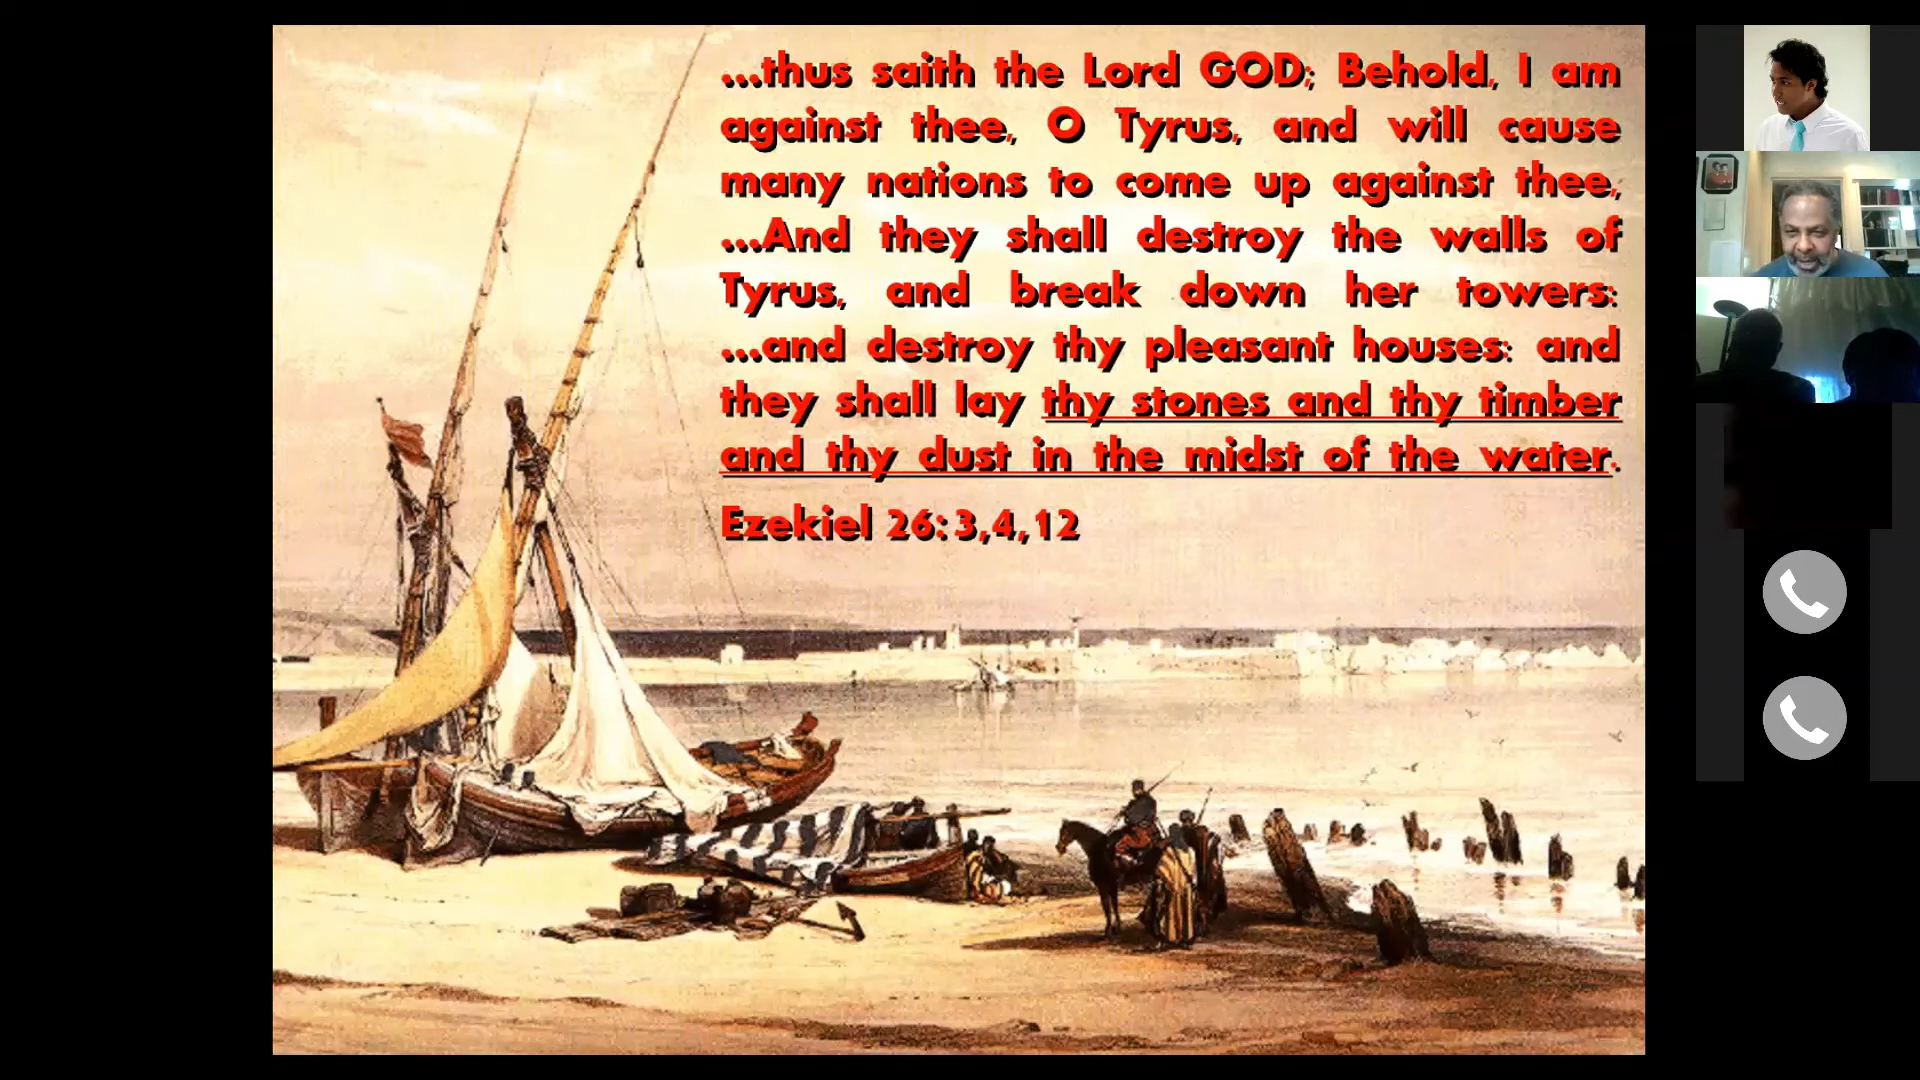 ...thus saith the Lord GOD; Behold, I am
against thee, O Tyrus, and will cause
many nations to come up against thee,
...And they shall destroy the walls of
Tyrus, and break down her towers:
...and destroy thy pleasant houses: and
they shall lay thy stones and thy timber
and thy dust in the midst of the water.
Ezekiel 26:3,4,12